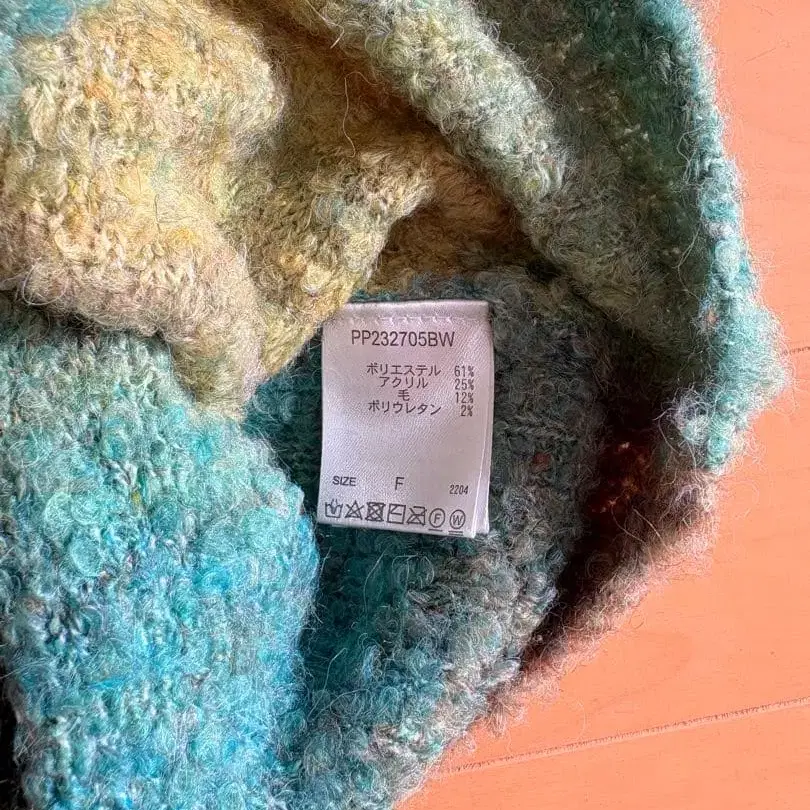 PP232705BW
ポリエステル 61%
アクリル 25%
毛 12%
ポリウレタン 2%
SIZE F 2204
F W